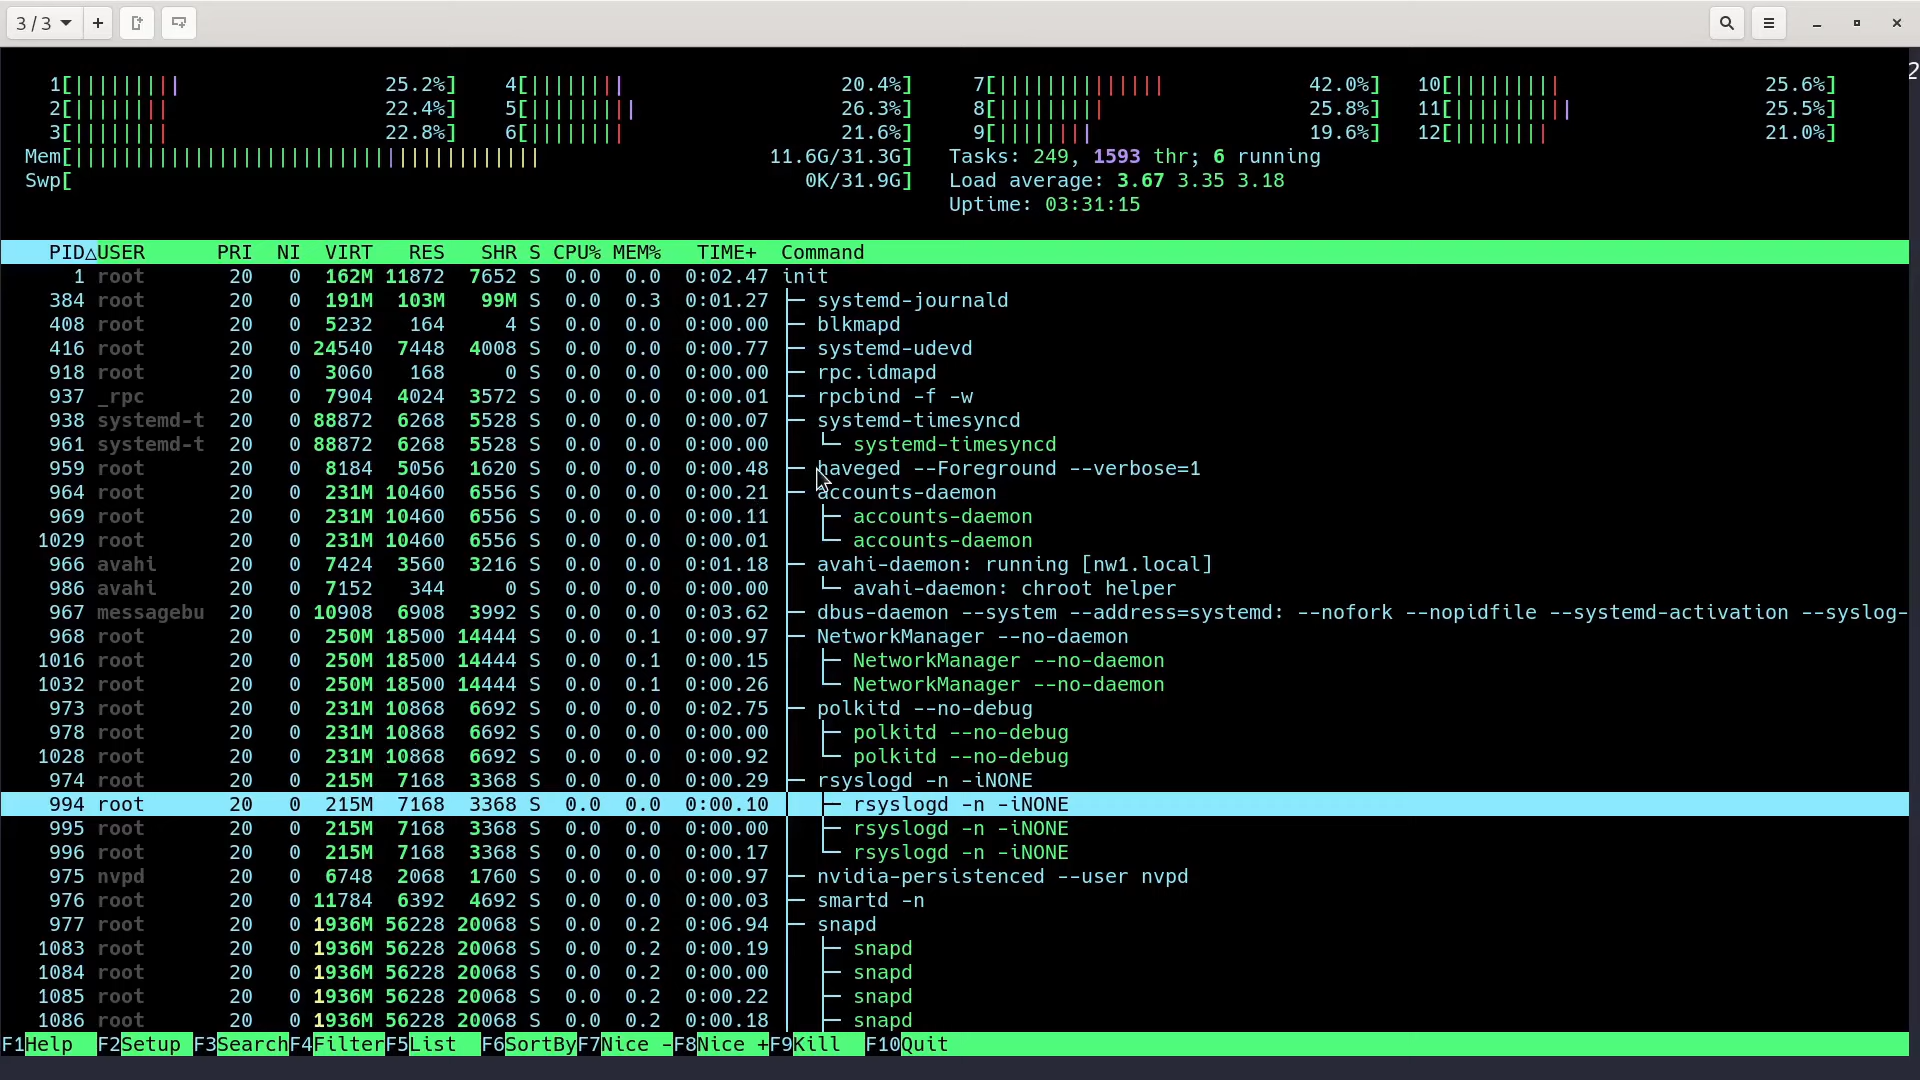 3 / 3
1[||||||||| 25.2%] 4[|||||||| 20.4%] 7[|||||||||||||| 42.0%] 10[||||||||| 25.6%]
2[|||||||| 22.4%] 5[||||||||| 26.3%] 8[||||||||| 25.8%] 11[|||||||||| 25.5%]
3[|||||||| 22.8%] 6[|||||||| 21.6%] 9[|||||||| 19.6%] 12[|||||||| 21.0%]
Mem[||||||||||||||||||||||||||||||||||||||| 11.6G/31.3G] Tasks: 249, 1593 thr; 6 running
Swp[ 0K/31.9G] Load average: 3.67 3.35 3.18
Uptime: 03:31:15
PID△USER PRI NI VIRT RES SHR S CPU% MEM% TIME+ Command
1 root 20 0 162M 11872 7652 S 0.0 0.0 0:02.47 init
384 root 20 0 191M 103M 99M S 0.0 0.3 0:01.27 ├─ systemd-journald
408 root 20 0 5232 164 4 S 0.0 0.0 0:00.00 ├─ blkmapd
416 root 20 0 24540 7448 4008 S 0.0 0.0 0:00.77 ├─ systemd-udevd
918 root 20 0 3060 168 0 S 0.0 0.0 0:00.00 ├─ rpc.idmapd
937 _rpc 20 0 7904 4024 3572 S 0.0 0.0 0:00.01 ├─ rpcbind -f -w
938 systemd-t 20 0 88872 6268 5528 S 0.0 0.0 0:00.07 ├─ systemd-timesyncd
961 systemd-t 20 0 88872 6268 5528 S 0.0 0.0 0:00.00 │ └─ systemd-timesyncd
959 root 20 0 8184 5056 1620 S 0.0 0.0 0:00.48 ├─ haveged --Foreground --verbose=1
964 root 20 0 231M 10460 6556 S 0.0 0.0 0:00.21 ├─ accounts-daemon
969 root 20 0 231M 10460 6556 S 0.0 0.0 0:00.11 │ ├─ accounts-daemon
1029 root 20 0 231M 10460 6556 S 0.0 0.0 0:00.01 │ └─ accounts-daemon
966 avahi 20 0 7424 3560 3216 S 0.0 0.0 0:01.18 ├─ avahi-daemon: running [nw1.local]
986 avahi 20 0 7152 344 0 S 0.0 0.0 0:00.00 │ └─ avahi-daemon: chroot helper
967 messagebu 20 0 10908 6908 3992 S 0.0 0.0 0:03.62 ├─ dbus-daemon --system --address=systemd: --nofork --nopidfile --systemd-activation --syslog-
968 root 20 0 250M 18500 14444 S 0.0 0.1 0:00.97 ├─ NetworkManager --no-daemon
1016 root 20 0 250M 18500 14444 S 0.0 0.1 0:00.15 │ ├─ NetworkManager --no-daemon
1032 root 20 0 250M 18500 14444 S 0.0 0.1 0:00.26 │ └─ NetworkManager --no-daemon
973 root 20 0 231M 10868 6692 S 0.0 0.0 0:02.75 ├─ polkitd --no-debug
978 root 20 0 231M 10868 6692 S 0.0 0.0 0:00.00 │ ├─ polkitd --no-debug
1028 root 20 0 231M 10868 6692 S 0.0 0.0 0:00.92 │ └─ polkitd --no-debug
974 root 20 0 215M 7168 3368 S 0.0 0.0 0:00.29 ├─ rsyslogd -n -iNONE
994 root 20 0 215M 7168 3368 S 0.0 0.0 0:00.10 │ ├─ rsyslogd -n -iNONE
995 root 20 0 215M 7168 3368 S 0.0 0.0 0:00.00 │ ├─ rsyslogd -n -iNONE
996 root 20 0 215M 7168 3368 S 0.0 0.0 0:00.17 │ └─ rsyslogd -n -iNONE
975 nvpd 20 0 6748 2068 1760 S 0.0 0.0 0:00.97 ├─ nvidia-persistenced --user nvpd
976 root 20 0 11784 6392 4692 S 0.0 0.0 0:00.03 ├─ smartd -n
977 root 20 0 1936M 56228 20068 S 0.0 0.2 0:06.94 ├─ snapd
1083 root 20 0 1936M 56228 20068 S 0.0 0.2 0:00.19 │ ├─ snapd
1084 root 20 0 1936M 56228 20068 S 0.0 0.2 0:00.00 │ ├─ snapd
1085 root 20 0 1936M 56228 20068 S 0.0 0.2 0:00.22 │ ├─ snapd
1086 root 20 0 1936M 56228 20068 S 0.0 0.2 0:00.18 │ ├─ snapd
F1Help F2Setup F3SearchF4FilterF5List F6SortByF7Nice -F8Nice +F9Kill F10Quit